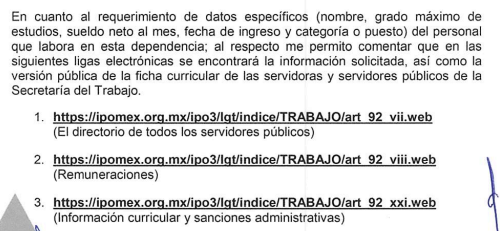 En cuanto al requerimiento de datos específicos (nombre, grado máximo de
estudios, sueldo neto al mes, fecha de ingreso y categoría o puesto) del personal
que labora en esta dependencia; al respecto me permito comentar que en las
siguientes ligas electrónicas se encontrará la información solicitada, así como la
versión pública de la ficha curricular de las servidoras y servidores públicos de la
Secretaría del Trabajo.
1. https://ipomex.org.mx/ipo3/lgt/indice/TRABAJO/art_92_vii.web
(El directorio de todos los servidores públicos)
2. https://ipomex.org.mx/ipo3/lgt/indice/TRABAJO/art_92_viii.web
(Remuneraciones)
3. https://ipomex.org.mx/ipo3/lgt/indice/TRABAJO/art_92_xxi.web
(Información curricular y sanciones administrativas)